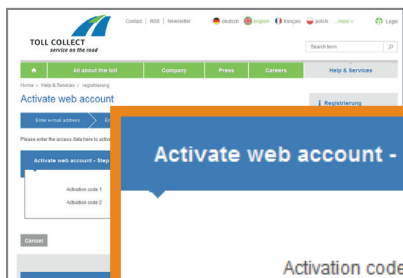 Contact | RSS | Newsletter deutsch english français polski ... more Login
TOLL COLLECT
service on the road
Search term
All about the toll Company Press Careers Help & Services
Home > Help & Services > registrierung
Activate web account
i Registrierung
Enter e-mail address
Please enter the access data here to activ
Activate web account - Step
Activation code 1
Activation code 2
Cancel
Activate web account -
Activation code